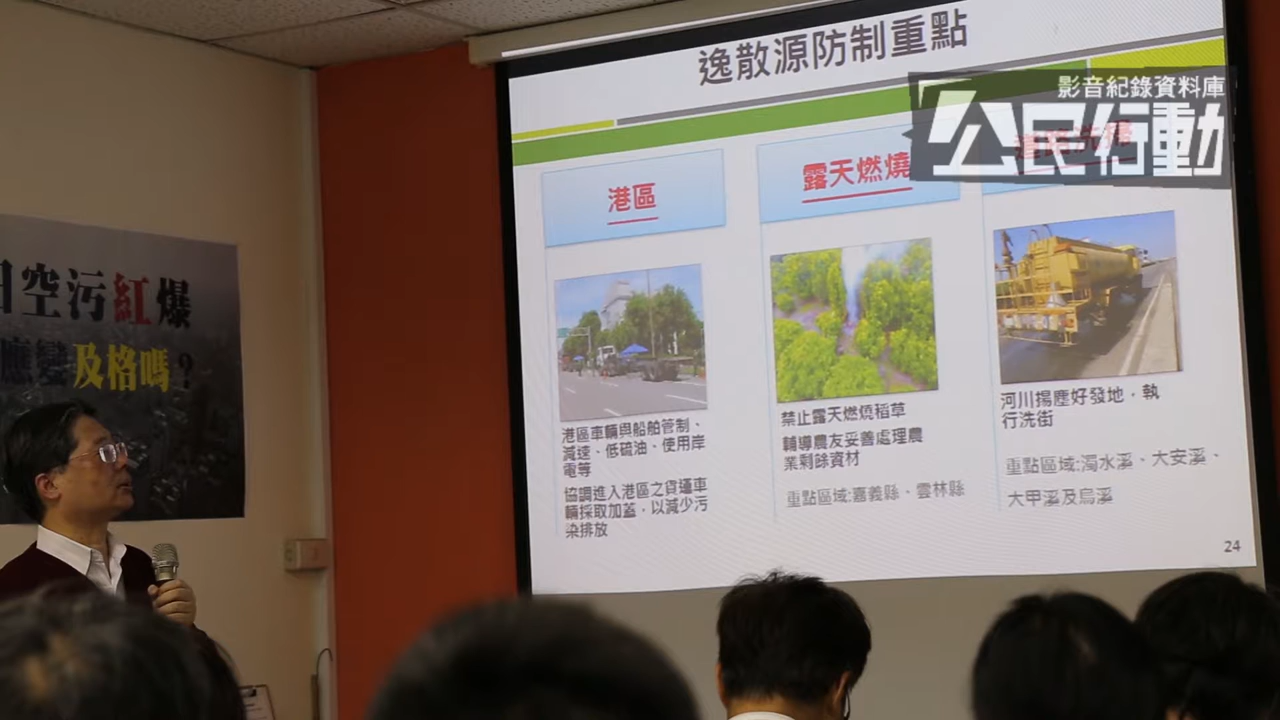 逸散源防制重點
影音紀錄資料庫
公民行動
港區
露天燃燒
空污紅爆
應變及格嗎?
港區車輛與船舶管制、
減速、低硫油、使用岸
電等
協調進入港區之貨運車
輛採取加蓋，以減少污
染排放
禁止露天燃燒稻草
輔導農友妥善處理農
業剩餘資材
重點區域:嘉義縣、雲林縣
河川揚塵好發地，執
行洗街
重點區域:濁水溪、大安溪、
大甲溪及烏溪
24